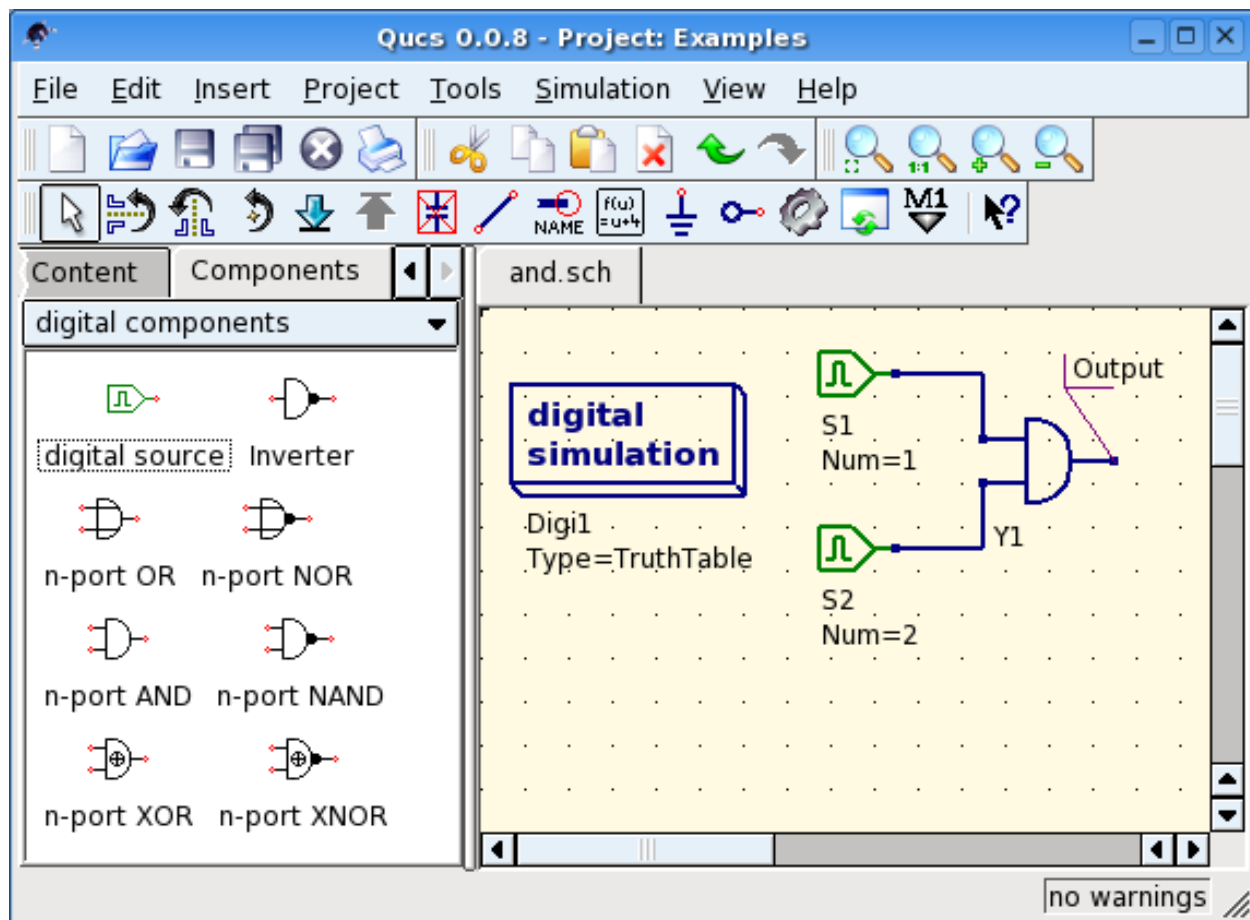 Qucs 0.0.8 - Project: Examples
File Edit Insert Project Tools Simulation View Help
1:1
NAME
f(u)
=u+4
M1
Content Components
and.sch
digital components
digital source Inverter
n-port OR n-port NOR
n-port AND n-port NAND
n-port XOR n-port XNOR
digital
simulation
Digi1
Type=TruthTable
S1
Num=1
Output
Y1
S2
Num=2
no warnings